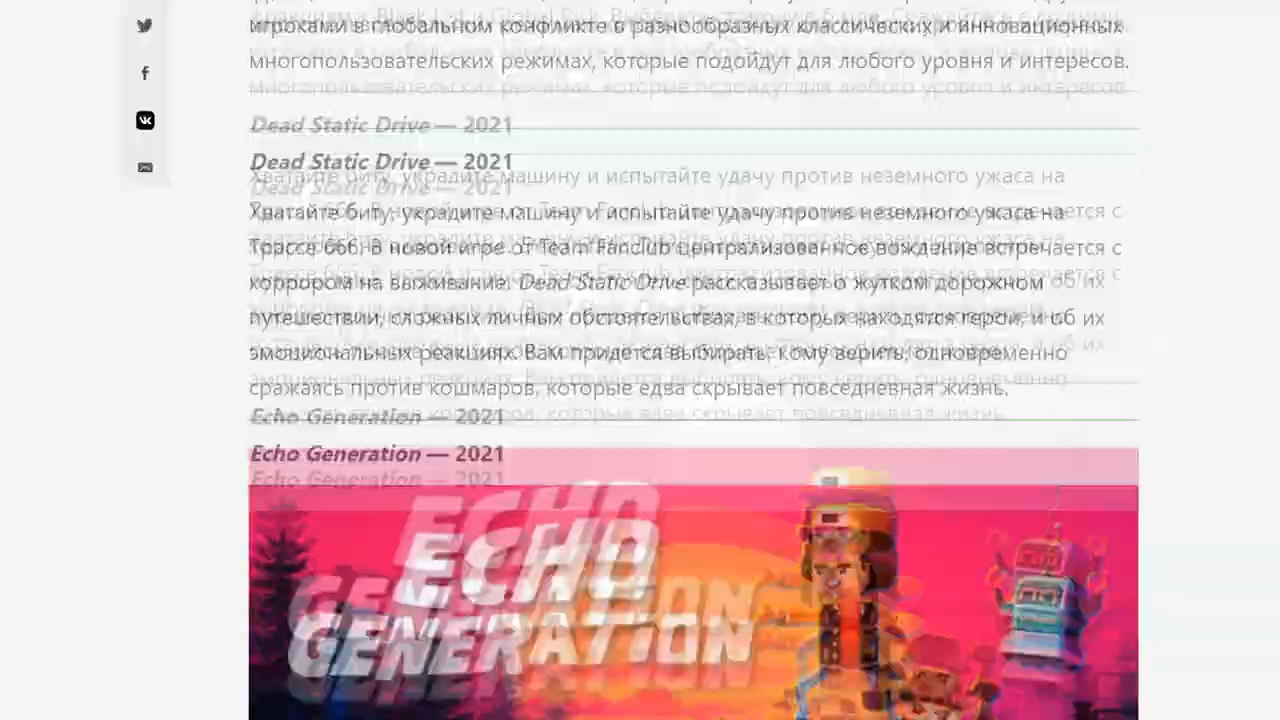 игроками в глобальном конфликте в разнообразных классических и инновационных
многопользовательских режимах, которые подойдут для любого уровня и интересов.
Dead Static Drive — 2021
Хватайте биту, украдите машину и испытайте удачу против неземного ужаса на
Трассе 666. В новой игре от Team Fanclub централизованное вождение встречается с
хоррором на выживание. Dead Static Drive рассказывает о жутком дорожном
путешествии, сложных личных обстоятельствах, в которых находятся герои, и об их
эмоциональных реакциях. Вам придется выбирать, кому верить, одновременно
сражаясь против кошмаров, которые едва скрывает повседневная жизнь.
Echo Generation — 2021
ECHO
GENERATION